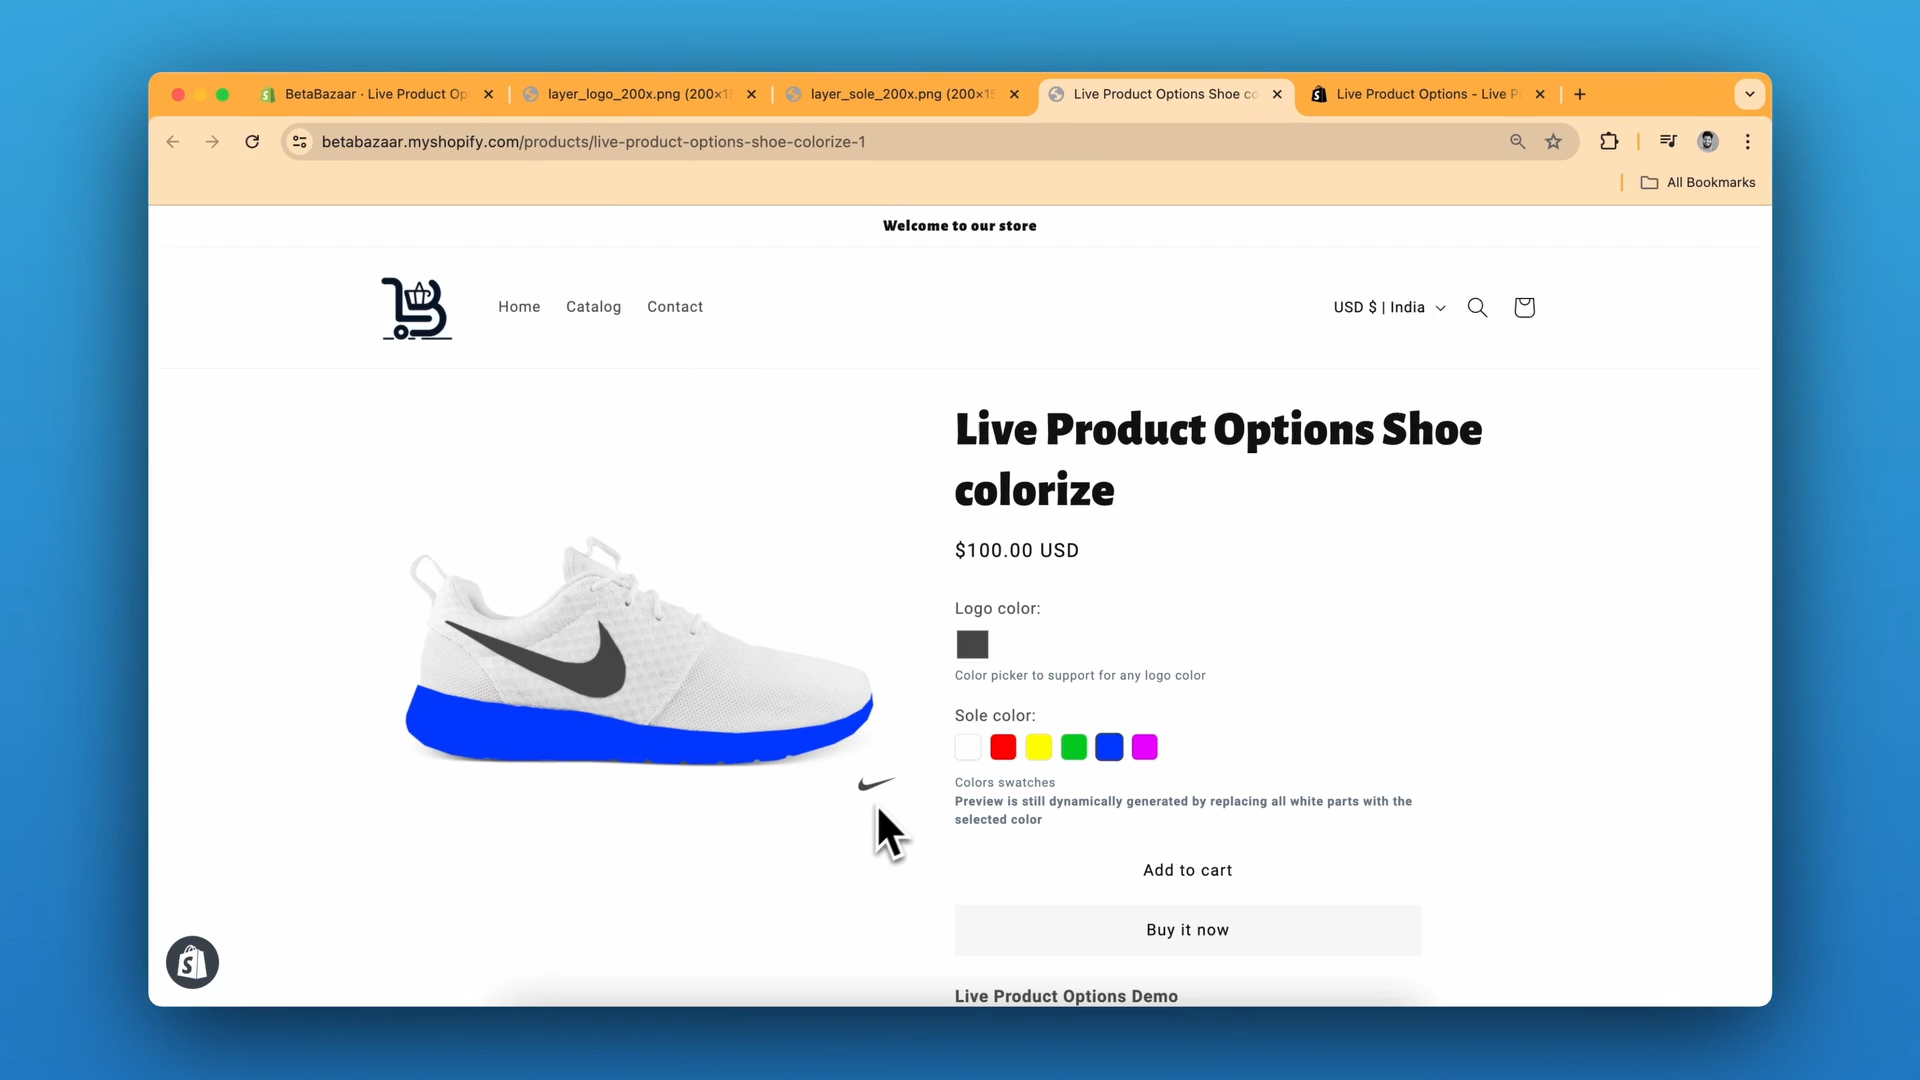 BetaBazaar · Live Product Op
layer_logo_200x.png (200×1
layer_sole_200x.png (200×15
Live Product Options Shoe co
Live Product Options - Live P
betabazaar.myshopify.com/products/live-product-options-shoe-colorize-1
All Bookmarks
Welcome to our store
Home
Catalog
Contact
USD $ | India
Live Product Options Shoe
colorize
$100.00 USD
Logo color:
Color picker to support for any logo color
Sole color:
Colors swatches
Preview is still dynamically generated by replacing all white parts with the
selected color
Add to cart
Buy it now
Live Product Options Demo